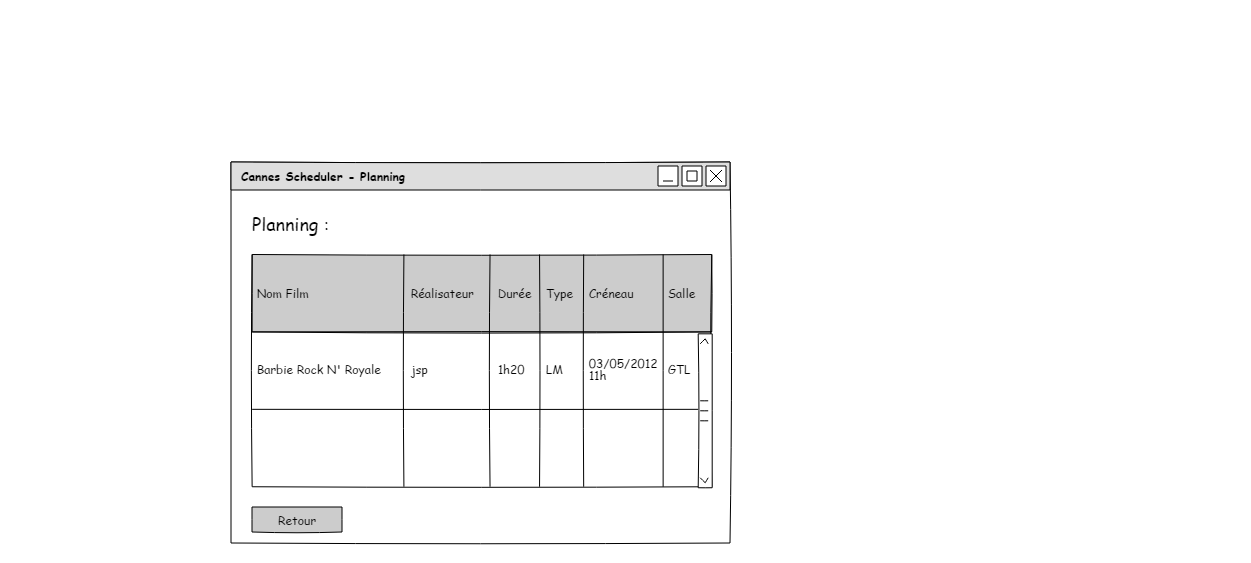 Cannes Scheduler - Planning
Planning :
Nom Film Réalisateur Durée Type Créneau Salle
Barbie Rock N' Royale jsp 1h20 LM 03/05/2012 GTL
11h
Retour